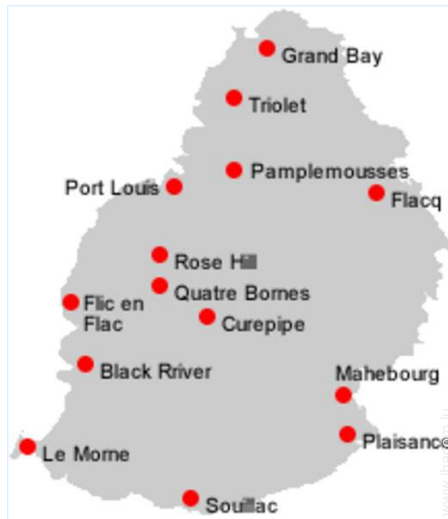 Grand Bay
Triolet
Pamplemousses
Port Louis
Flacq
Rose Hill
Quatre Bornes
Flic en
Flac
Curepipe
Black Rriver
Mahebourg
Plaisance
Le Morne
Souillac